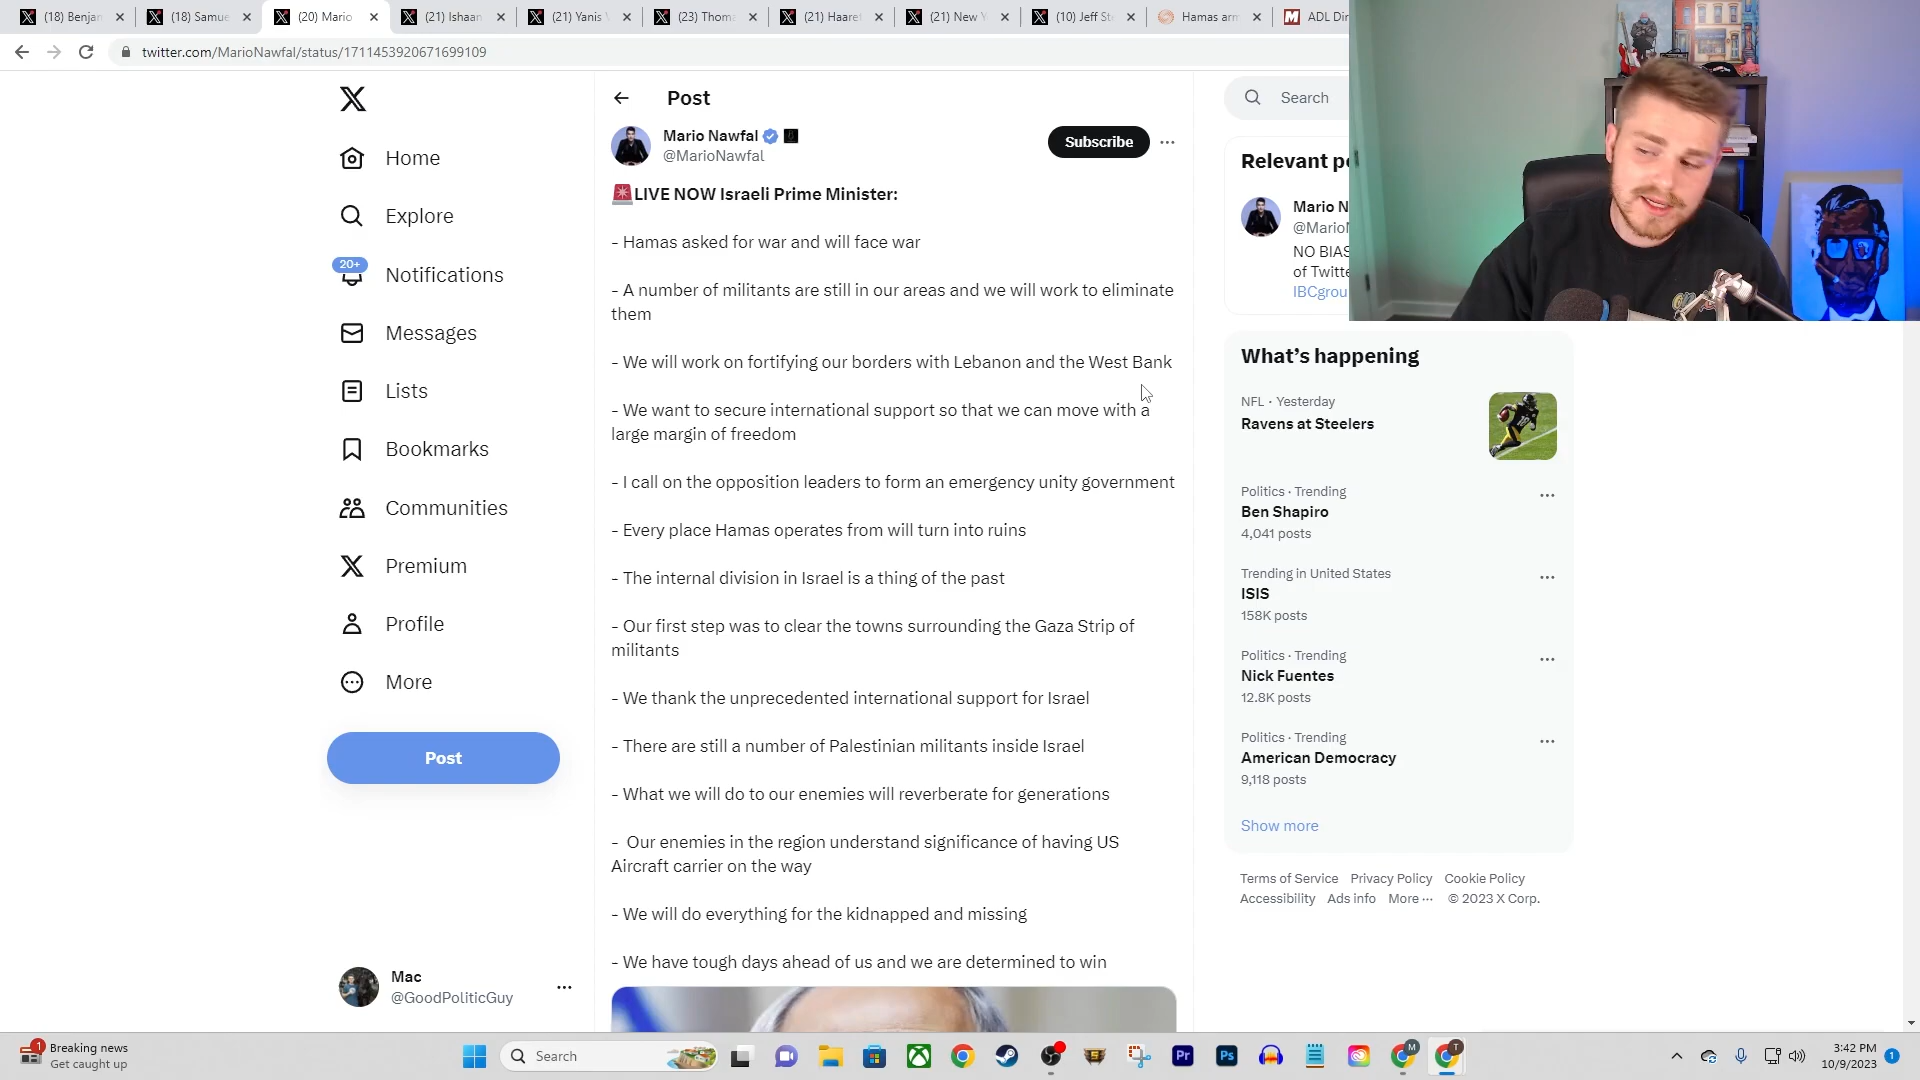 (18) Benjan
(18) Samue
(20) Mario
(21) Ishaan
(21) Yanis V
(23) Thoma
(21) Haaret
(21) New Y
(10) Jeff St
Hamas arm
ADL Dir
twitter.com/MarioNawfal/status/1711453920671699109
Home
Explore
20+
Notifications
Messages
Lists
Bookmarks
Communities
Premium
Profile
More
Post
Mac
@GoodPoliticGuy
Post
Mario Nawfal
@MarioNawfal
Subscribe
LIVE NOW Israeli Prime Minister:
- Hamas asked for war and will face war
- A number of militants are still in our areas and we will work to eliminate
them
- We will work on fortifying our borders with Lebanon and the West Bank
- We want to secure international support so that we can move with a
large margin of freedom
- I call on the opposition leaders to form an emergency unity government
- Every place Hamas operates from will turn into ruins
- The internal division in Israel is a thing of the past
- Our first step was to clear the towns surrounding the Gaza Strip of
militants
- We thank the unprecedented international support for Israel
- There are still a number of Palestinian militants inside Israel
- What we will do to our enemies will reverberate for generations
- Our enemies in the region understand significance of having US
Aircraft carrier on the way
- We will do everything for the kidnapped and missing
- We have tough days ahead of us and we are determined to win
Search
Relevant pe
Mario N
@MarioN
NO BIAS
of Twitte
IBCgrou
What's happening
NFL · Yesterday
Ravens at Steelers
Politics · Trending
Ben Shapiro
4,041 posts
Trending in United States
ISIS
158K posts
Politics · Trending
Nick Fuentes
12.8K posts
Politics · Trending
American Democracy
9,118 posts
Show more
Terms of Service Privacy Policy Cookie Policy
Accessibility Ads info More ··· © 2023 X Corp.
1
Breaking news
Get caught up
Search
Pr
Ps
M
T
3:42 PM
10/9/2023
1